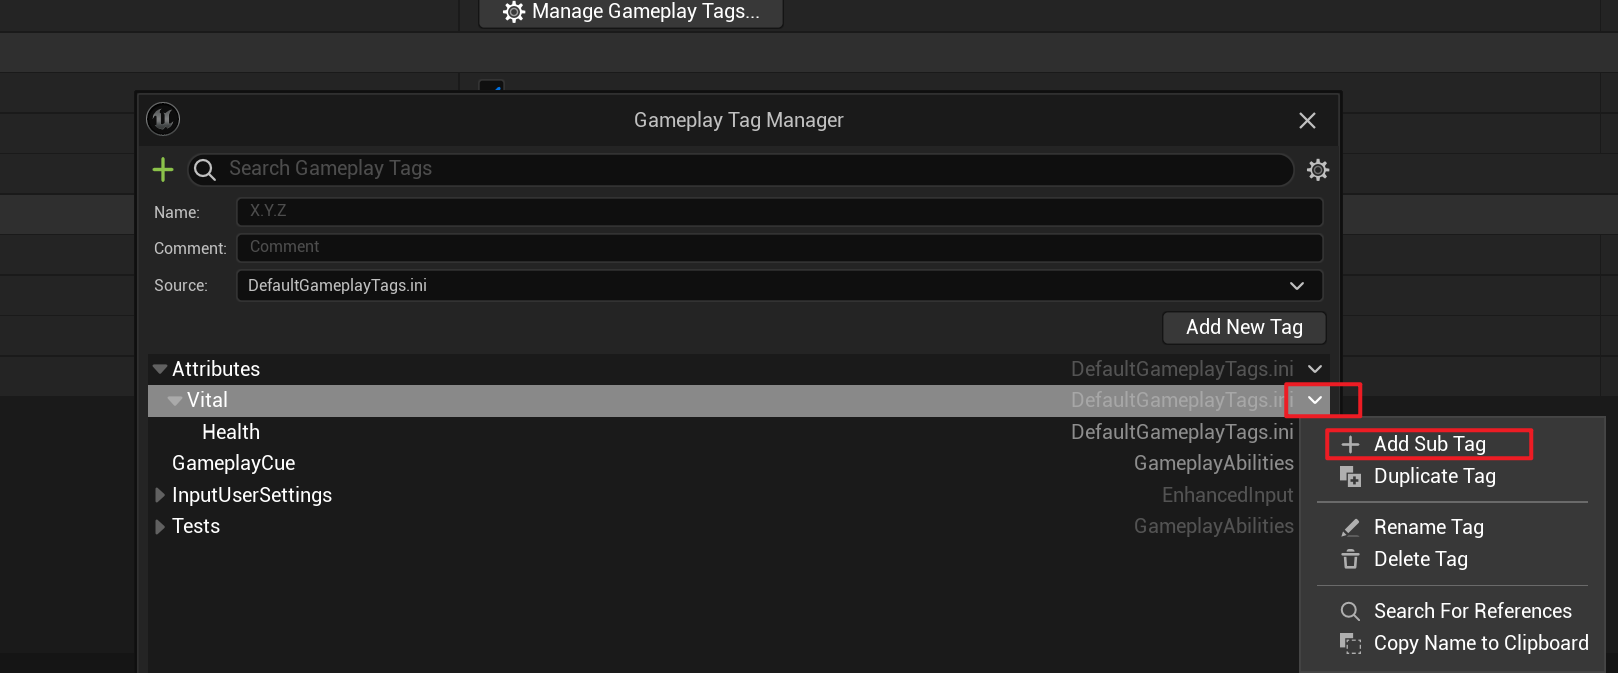 Manage Gameplay Tags...
Gameplay Tag Manager
Search Gameplay Tags
Name: X.Y.Z
Comment: Comment
Source: DefaultGameplayTags.ini
Add New Tag
Attributes DefaultGameplayTags.ini
Vital DefaultGameplayTags.ini
Health DefaultGameplayTags.ini
GameplayCue GameplayAbilities
InputUserSettings EnhancedInput
Tests GameplayAbilities
Add Sub Tag
Duplicate Tag
Rename Tag
Delete Tag
Search For References
Copy Name to Clipboard